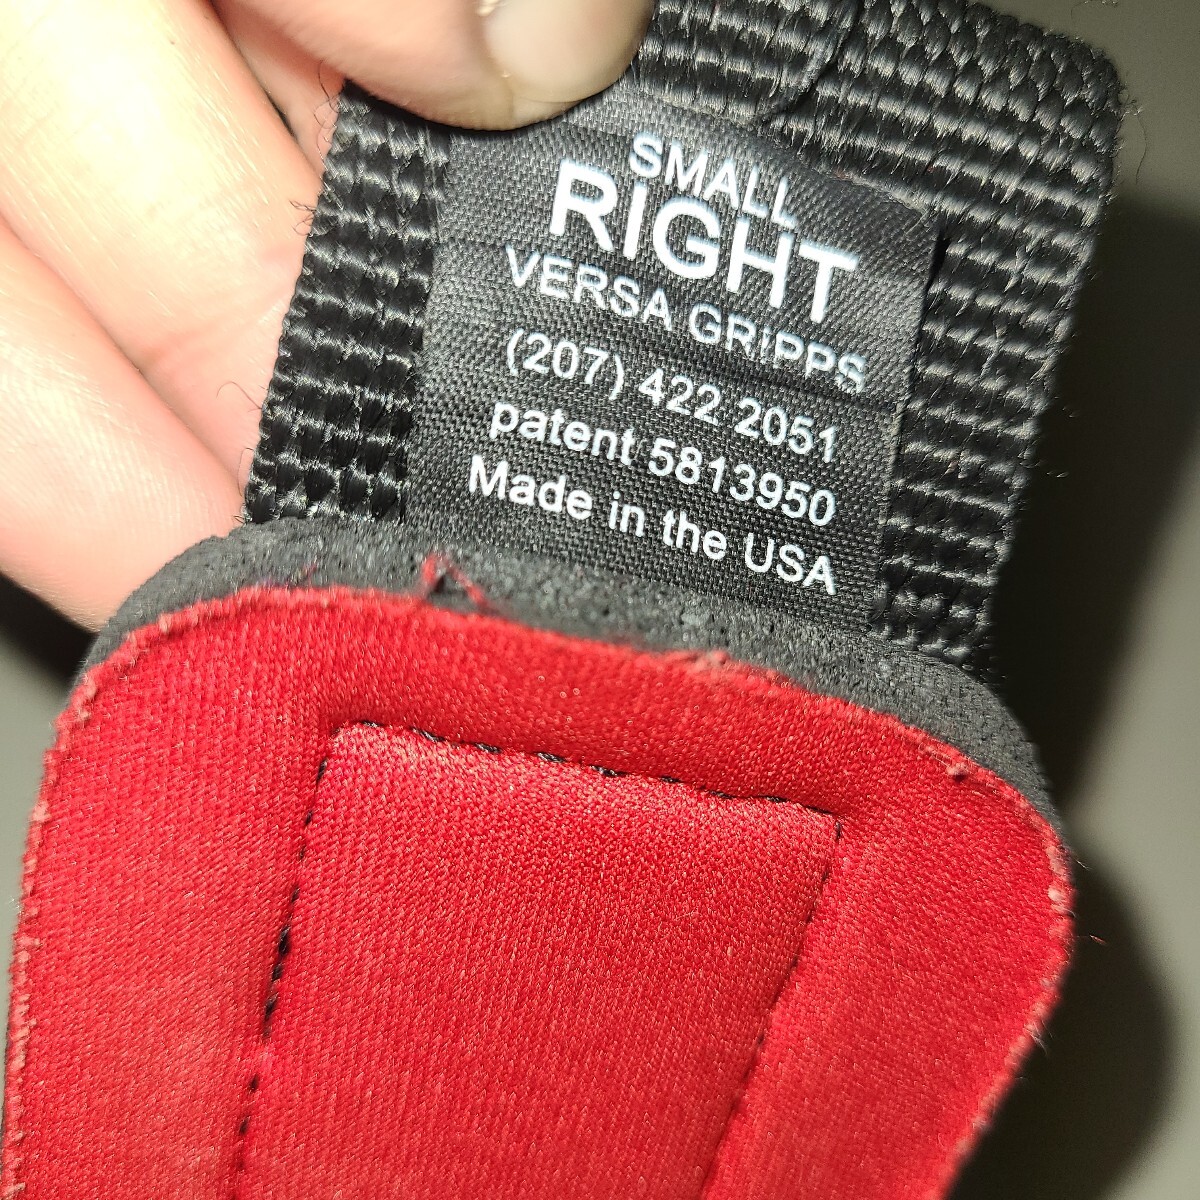 SMALL
RIGHT
VERSA GRIPPS
(207) 422 2051
patent 5813950
Made in the USA